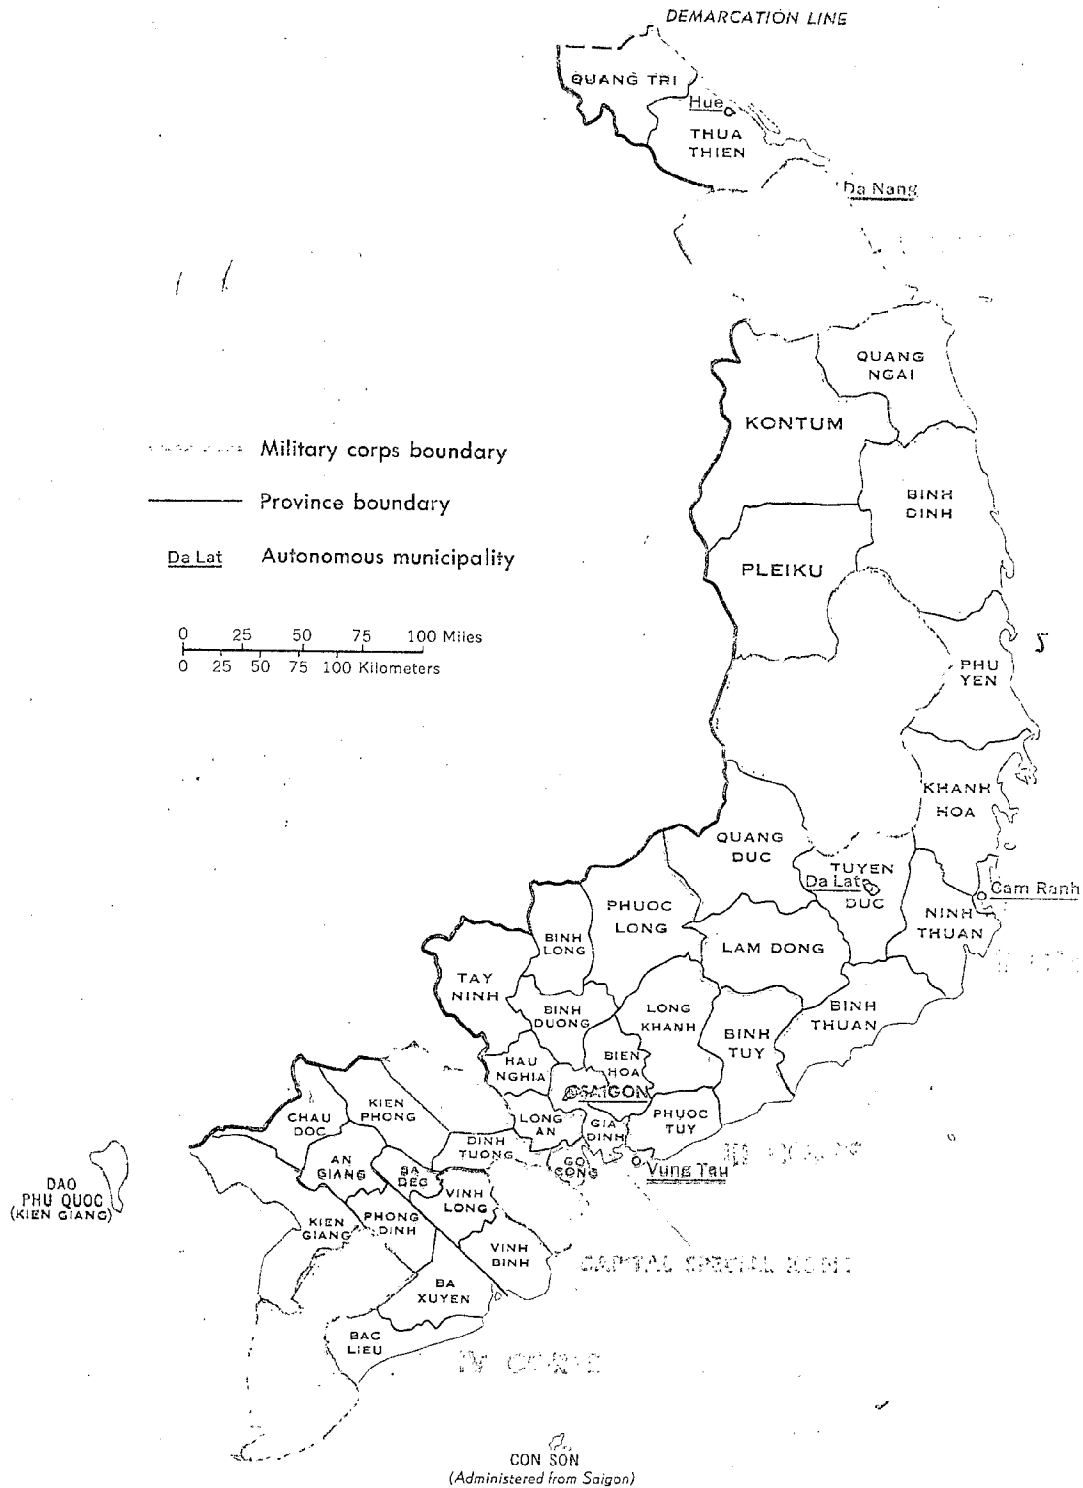 DEMARCATION LINE
QUANG TRI
Hue
THUA
THIEN
Da Nang
QUANG
NGAI
KONTUM
BINH
DINH
PLEIKU
PHU
YEN
KHANH
HOA
QUANG
DUC
TUYEN
DUC
Da Lat
Cam Ranh
NINH
THUAN
PHUOC
LONG
LAM DONG
BINH
LONG
TAY
NINH
BINH
DUONG
LONG
KHANH
BINH
TUY
BINH
THUAN
HAU
NGHIA
BIEN
HOA
SAIGON
PHUOC
TUY
LONG
AN
GIA
DINH
Vung Tau
CHAU
DOC
KIEN
PHONG
DINH
TUONG
GO
CONG
AN
GIANG
SA
DEC
VINH
LONG
KIEN
GIANG
PHONG
DINH
VINH
BINH
BA
XUYEN
BAC
LIEU
CAPITAL SPECIAL ZONE
IV CORPS
DAO
PHU QUOC
(KIEN GIANG)
CON SON
(Administered from Saigon)
Military corps boundary
Province boundary
Da Lat Autonomous municipality
0 25 50 75 100 Miles
0 25 50 75 100 Kilometers